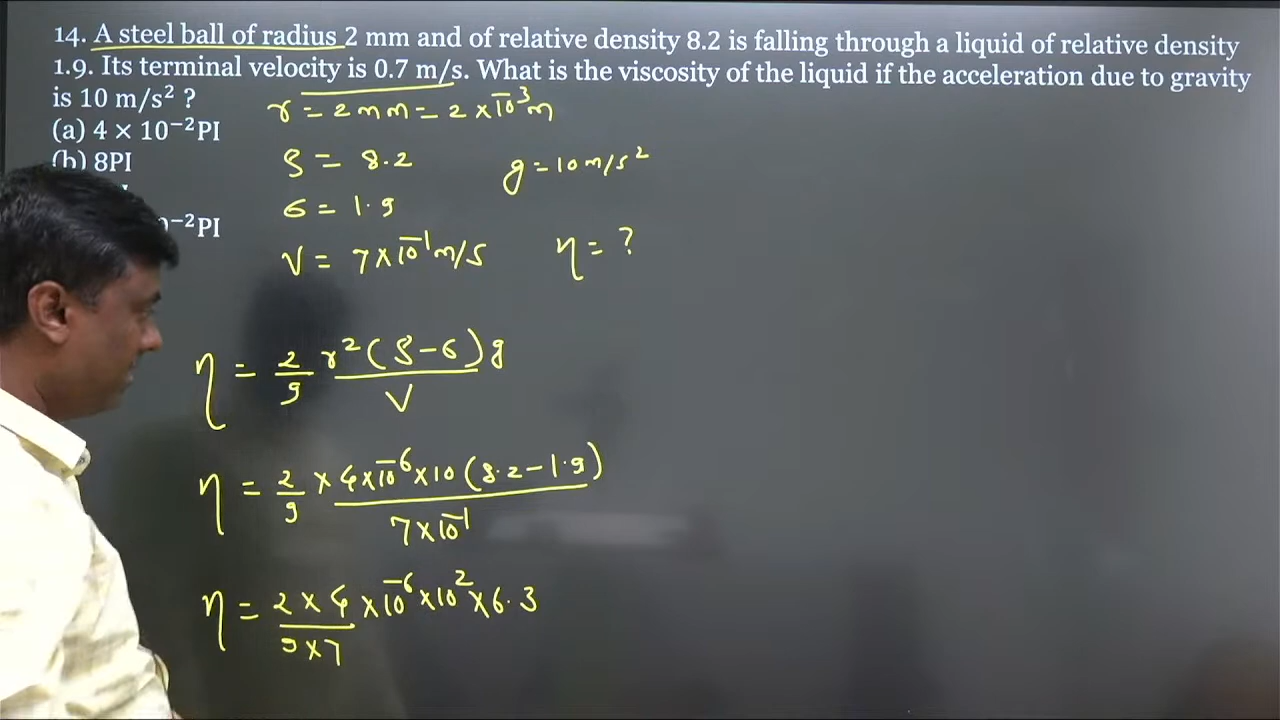 14. A steel ball of radius 2 mm and of relative density 8.2 is falling through a liquid of relative density
1.9. Its terminal velocity is 0.7 m/s. What is the viscosity of the liquid if the acceleration due to gravity
is 10 m/s² ?
r = 2mm = 2 × 10⁻³m
(a) 4 × 10⁻²PI
(b) 8PI
ρ = 8.2
g = 10m/s²
σ = 1.9
⁻²PI
v = 7×10⁻¹m/s
η = ?
η = 2/9 r²(ρ-σ)g / v
η = 2/9 × 4×10⁻⁶×10(8.2-1.9) / 7×10⁻¹
η = 2×4 / 9×7 ×10⁻⁶×10²×6.3